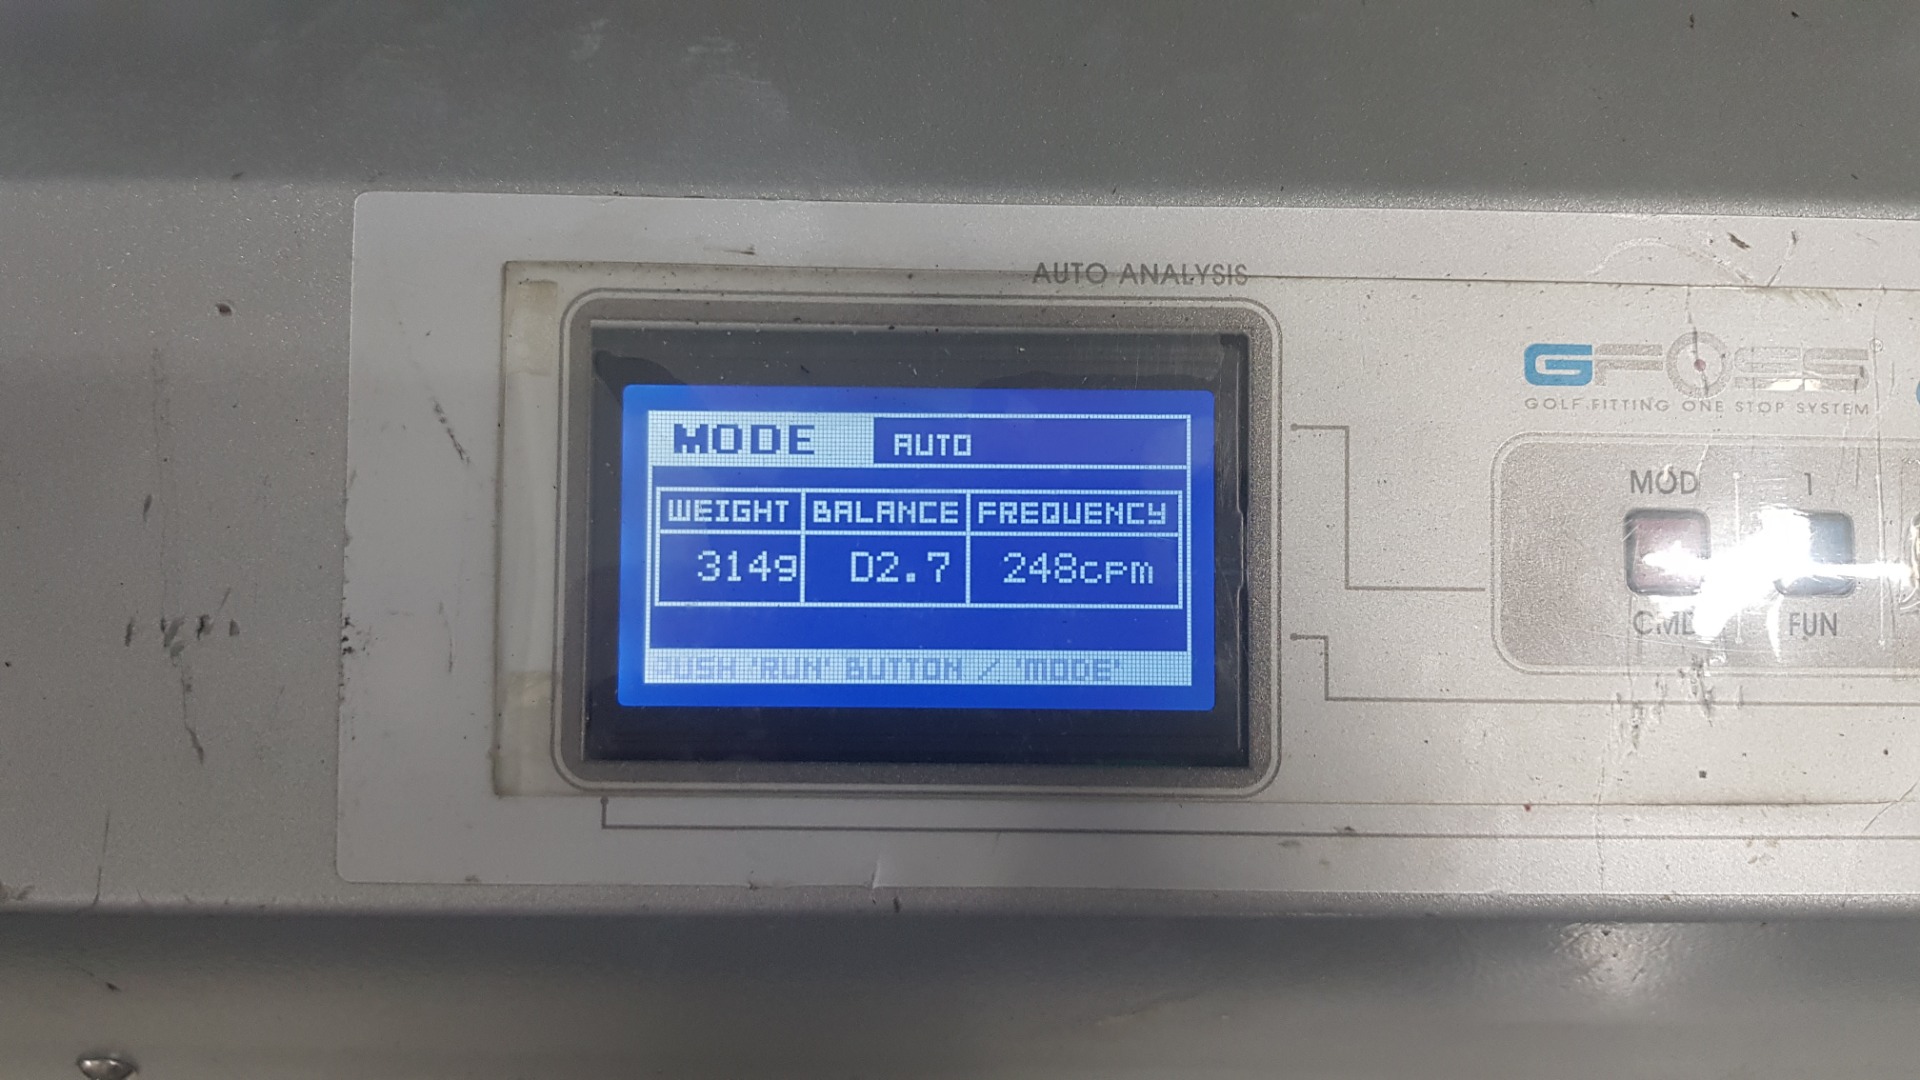 AUTO ANALYSIS
GFOSS
GOLF FITTING ONE STOP SYSTEM
MODE AUTO
WEIGHT BALANCE FREQUENCY
314g D2.7 248cpm
PUSH 'RUN' BUTTON / 'MODE'
MOD 1
CMD FUN